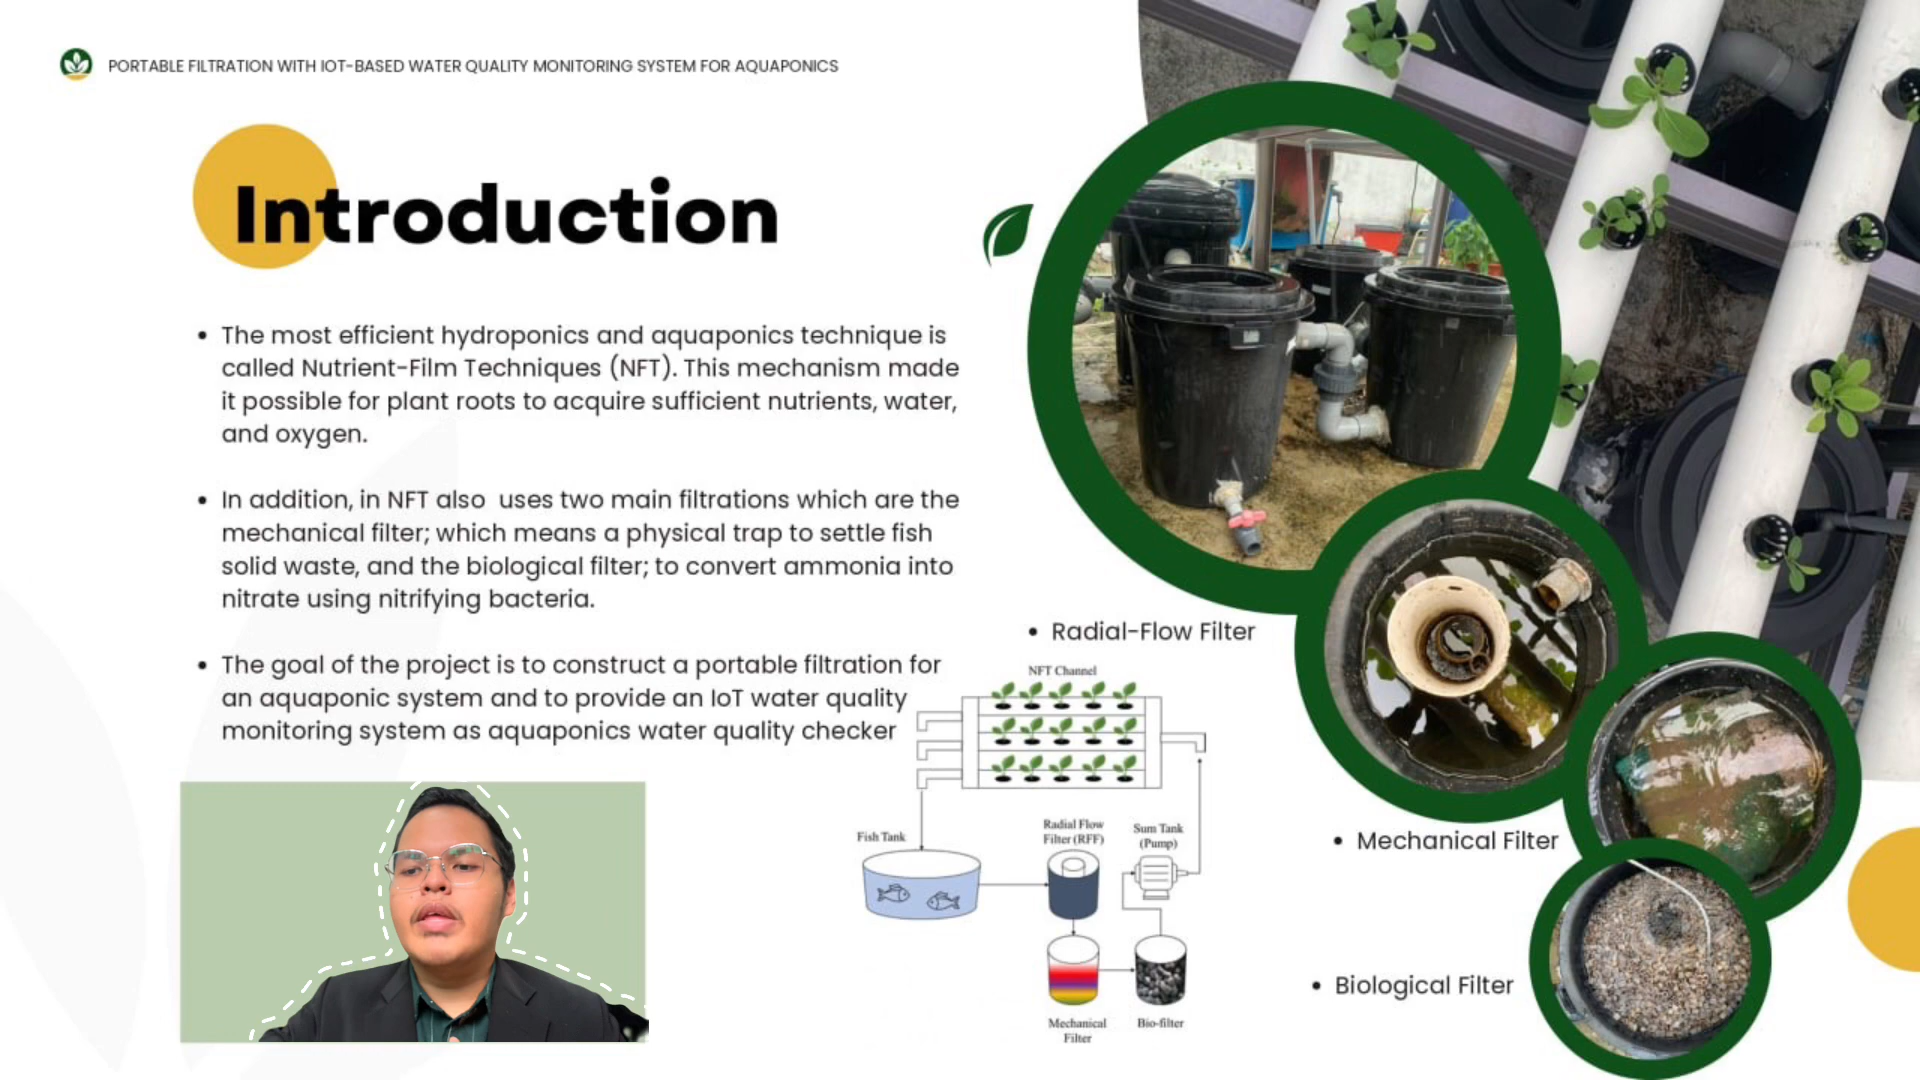 PORTABLE FILTRATION WITH IOT-BASED WATER QUALITY MONITORING SYSTEM FOR AQUAPONICS
Introduction
• The most efficient hydroponics and aquaponics technique is
called Nutrient-Film Techniques (NFT). This mechanism made
it possible for plant roots to acquire sufficient nutrients, water,
and oxygen.
• In addition, in NFT also  uses two main filtrations which are the
mechanical filter; which means a physical trap to settle fish
solid waste, and the biological filter; to convert ammonia into
nitrate using nitrifying bacteria.
• The goal of the project is to construct a portable filtration for
an aquaponic system and to provide an IoT water quality
monitoring system as aquaponics water quality checker
• Radial-Flow Filter
NFT Channel
Fish Tank
Radial Flow
Filter (RFF)
Sum Tank
(Pump)
Mechanical
Filter
Bio-filter
• Mechanical Filter
• Biological Filter